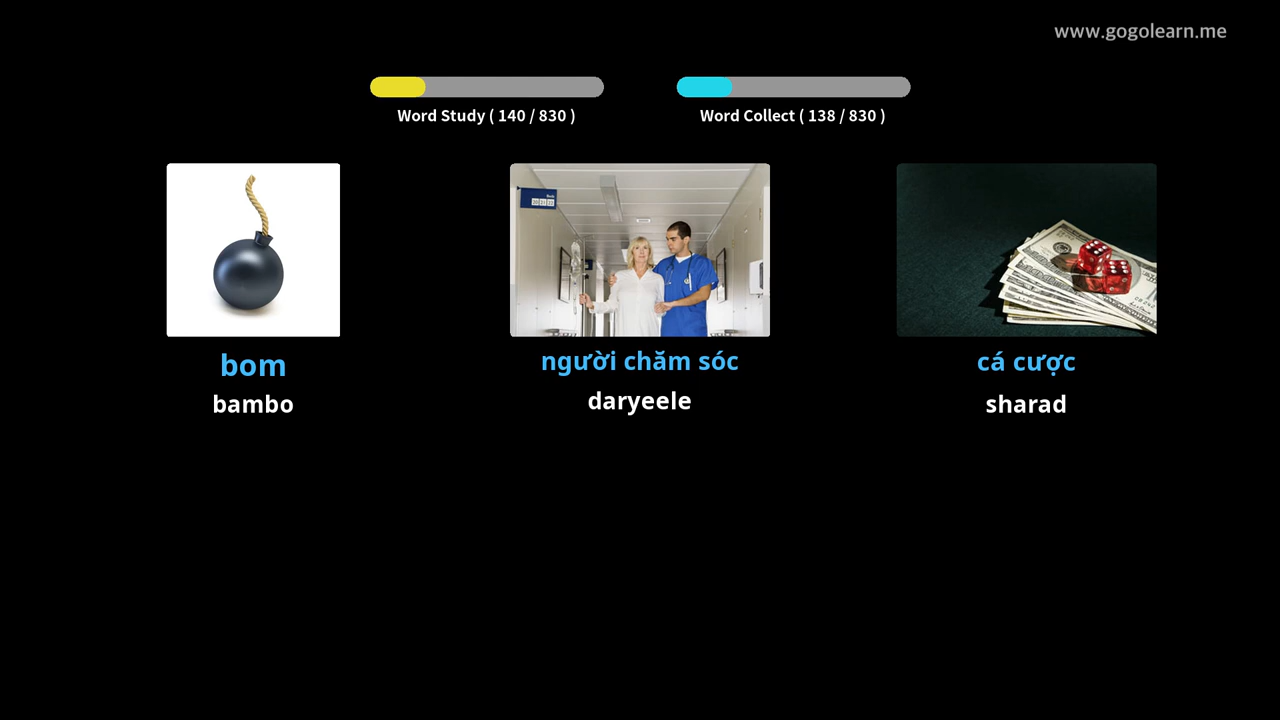 www.gogolearn.me
Word Study ( 140 / 830 )
Word Collect ( 138 / 830 )
bom
bambo
người chăm sóc
daryeele
cá cược
sharad